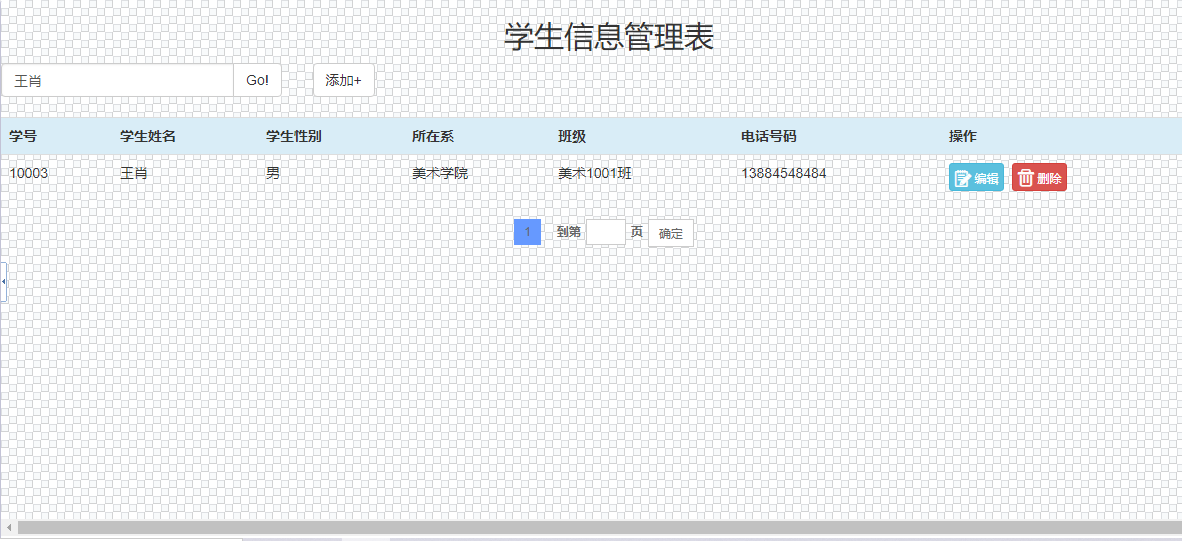 学生信息管理表
王肖 Go! 添加+
学号 学生姓名 学生性别 所在系 班级 电话号码 操作
10003 王肖 男 美术学院 美术1001班 13884548484 编辑 删除
1 到第 页 确定